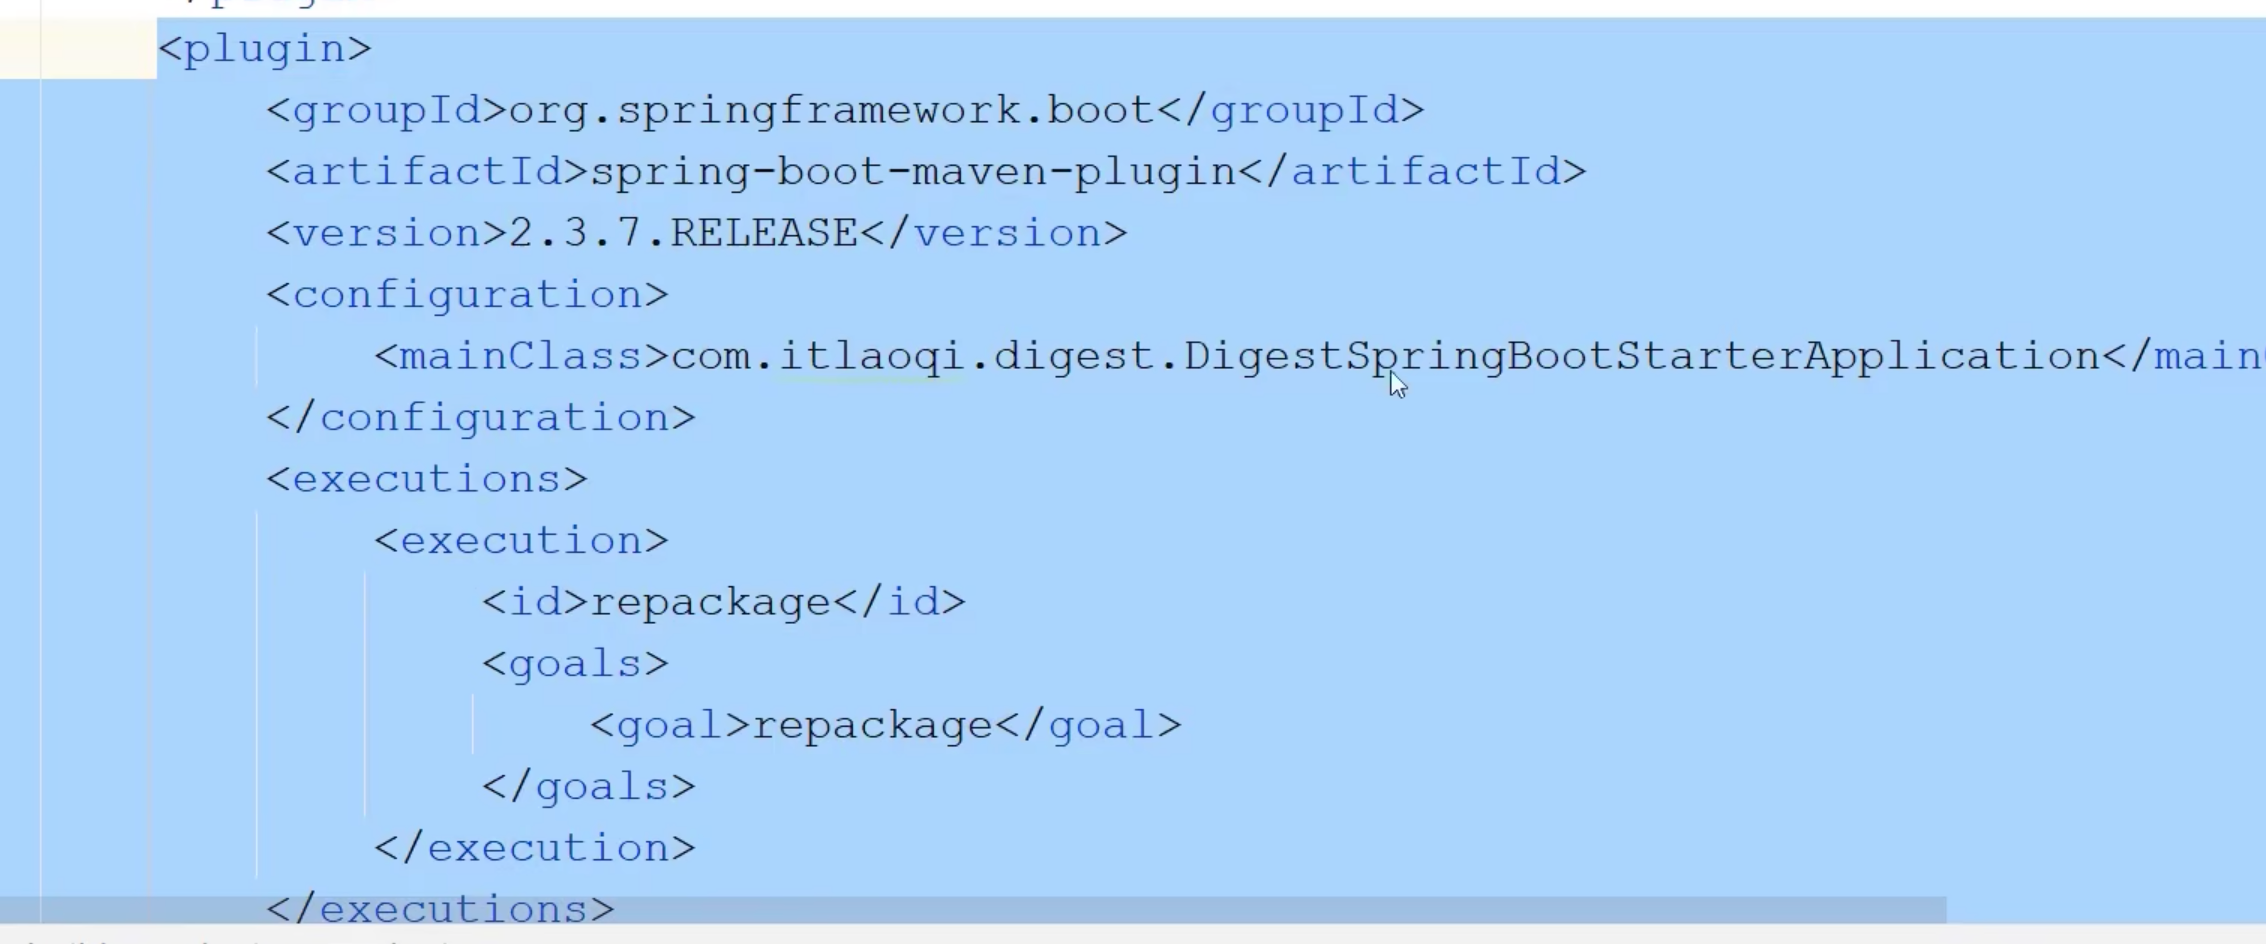 <plugin>
<groupId>org.springframework.boot</groupId>
<artifactId>spring-boot-maven-plugin</artifactId>
<version>2.3.7.RELEASE</version>
<configuration>
<mainClass>com.itlaoqi.digest.DigestSpringBootStarterApplication</main
</configuration>
<executions>
<execution>
<id>repackage</id>
<goals>
<goal>repackage</goal>
</goals>
</execution>
</executions>